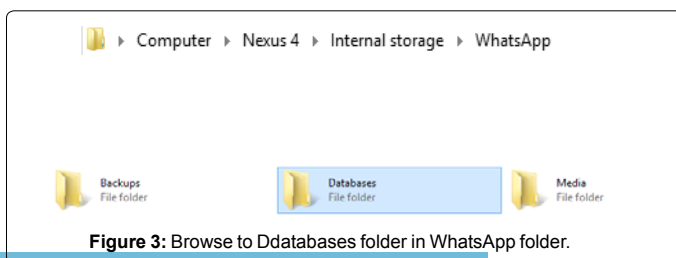 Computer ▸ Nexus 4 ▸ Internal storage ▸ WhatsApp
Backups
File folder
Databases
File folder
Media
File folder
Figure 3: Browse to Ddatabases folder in WhatsApp folder.